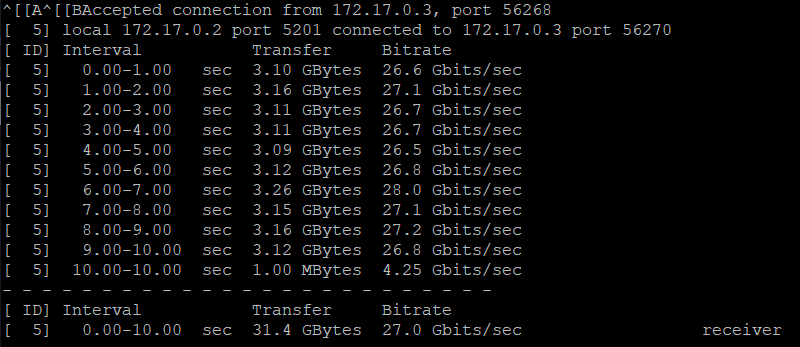 ^[[A^[[BAccepted connection from 172.17.0.3, port 56268
[  5] local 172.17.0.2 port 5201 connected to 172.17.0.3 port 56270
[ ID] Interval           Transfer     Bitrate
[  5]   0.00-1.00   sec  3.10 GBytes  26.6 Gbits/sec
[  5]   1.00-2.00   sec  3.16 GBytes  27.1 Gbits/sec
[  5]   2.00-3.00   sec  3.11 GBytes  26.7 Gbits/sec
[  5]   3.00-4.00   sec  3.11 GBytes  26.7 Gbits/sec
[  5]   4.00-5.00   sec  3.09 GBytes  26.5 Gbits/sec
[  5]   5.00-6.00   sec  3.12 GBytes  26.8 Gbits/sec
[  5]   6.00-7.00   sec  3.26 GBytes  28.0 Gbits/sec
[  5]   7.00-8.00   sec  3.15 GBytes  27.1 Gbits/sec
[  5]   8.00-9.00   sec  3.16 GBytes  27.2 Gbits/sec
[  5]   9.00-10.00  sec  3.12 GBytes  26.8 Gbits/sec
[  5]  10.00-10.00  sec  1.00 MBytes  4.25 Gbits/sec
- - - - - - - - - - - - - - - - - - - - - - - - -
[ ID] Interval           Transfer     Bitrate
[  5]   0.00-10.00  sec  31.4 GBytes  27.0 Gbits/sec                  receiver